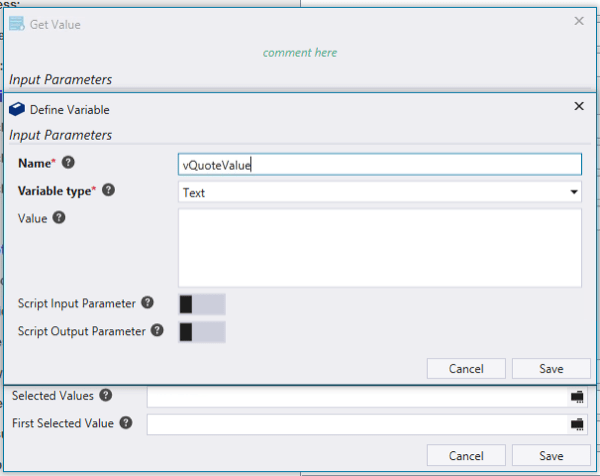 ess:
Get Value
comment here
Input Parameters
Define Variable
Input Parameters
Name* ?
vQuoteValue
Variable type* ?
Text
Value ?
Script Input Parameter ?
Script Output Parameter ?
Cancel
Save
Selected Values ?
First Selected Value ?
Cancel
Save